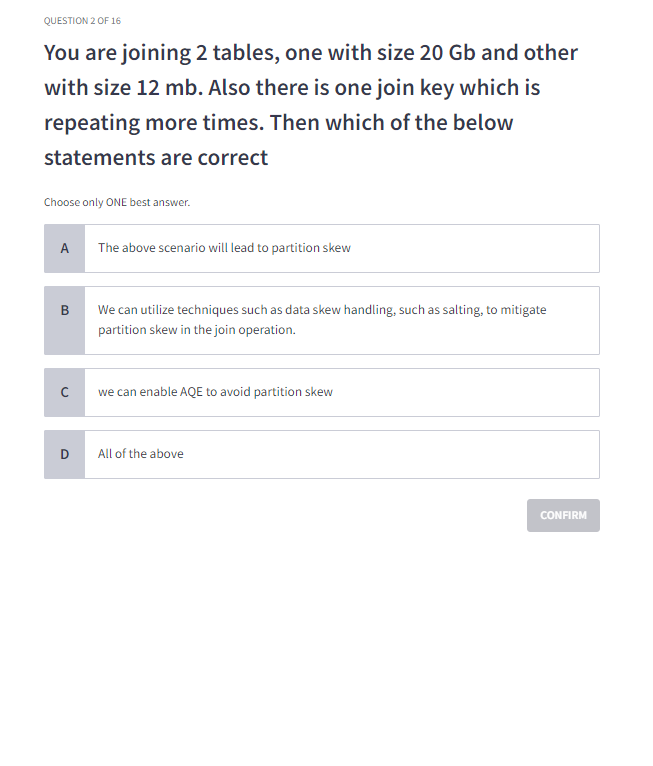 QUESTION 2 OF 16
You are joining 2 tables, one with size 20 Gb and other
with size 12 mb. Also there is one join key which is
repeating more times. Then which of the below
statements are correct
Choose only ONE best answer.
A
The above scenario will lead to partition skew
B
We can utilize techniques such as data skew handling, such as salting, to mitigate
partition skew in the join operation.
C
we can enable AQE to avoid partition skew
D
All of the above
CONFIRM